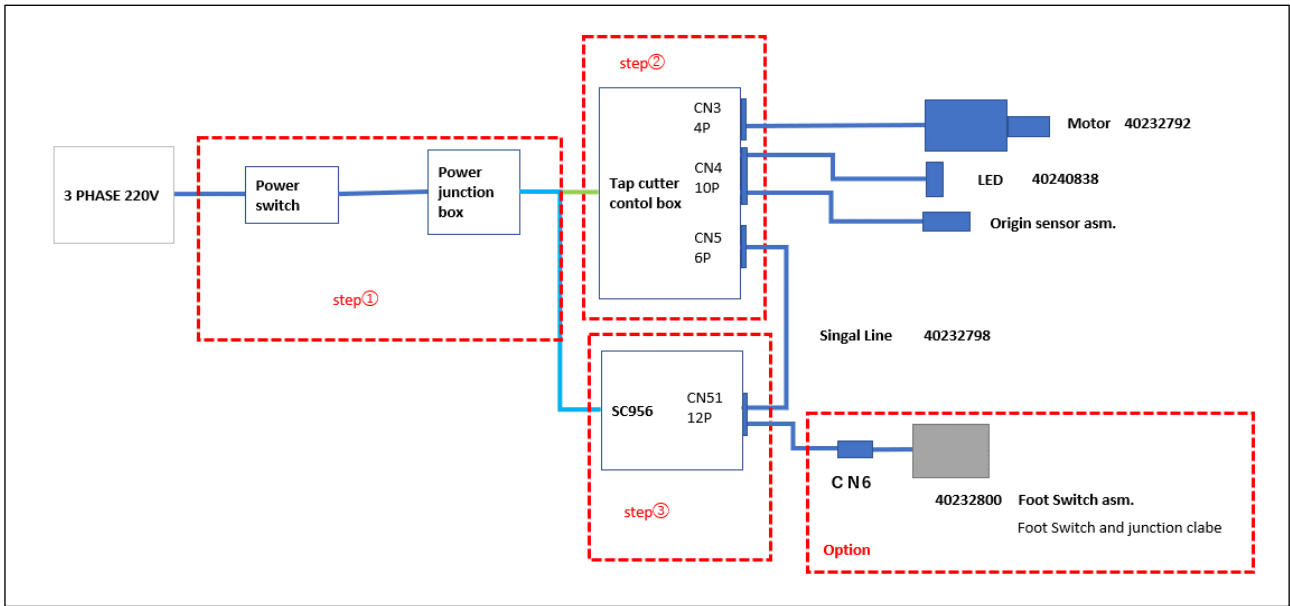 step②
CN3
4P
Motor 40232792
3 PHASE 220V
Power
switch
Power
junction
box
Tap cutter
contol box
CN4
10P
LED 40240838
Origin sensor asm.
CN5
6P
step①
Singal Line 40232798
SC956
CN51
12P
CN6
step③
40232800 Foot Switch asm.
Foot Switch and junction clabe
Option